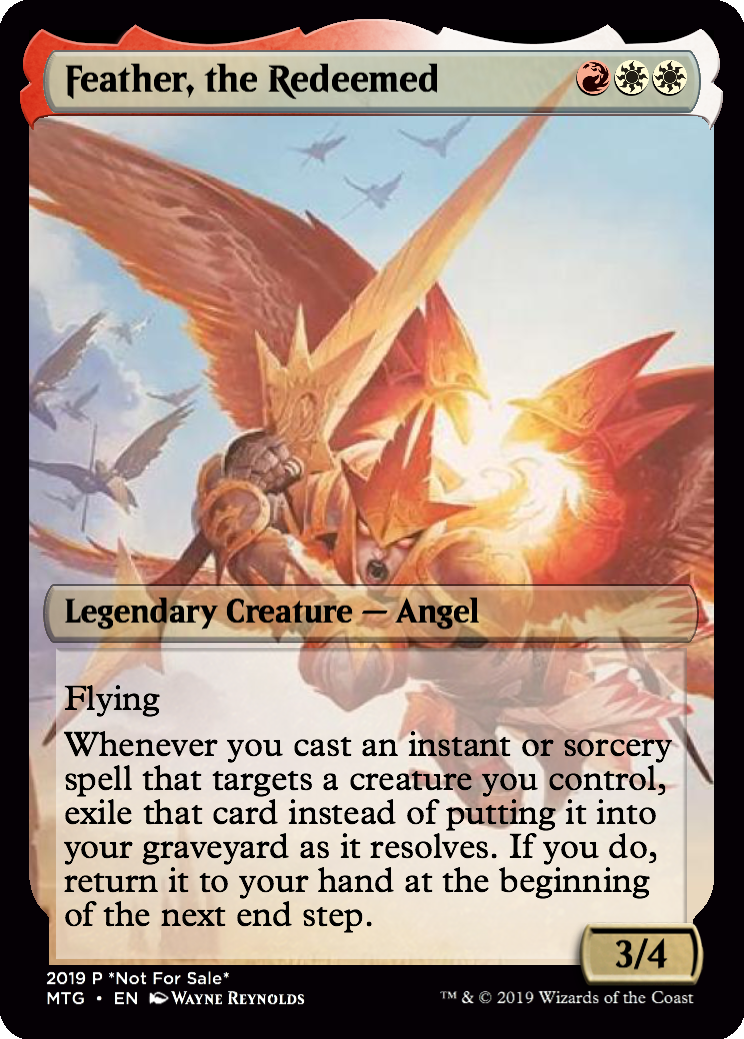 Feather, the Redeemed
Legendary Creature — Angel
Flying
Whenever you cast an instant or sorcery
spell that targets a creature you control,
exile that card instead of putting it into
your graveyard as it resolves. If you do,
return it to your hand at the beginning
of the next end step.
3/4
2019 P *Not For Sale*
MTG • EN Wayne Reynolds
™ & © 2019 Wizards of the Coast